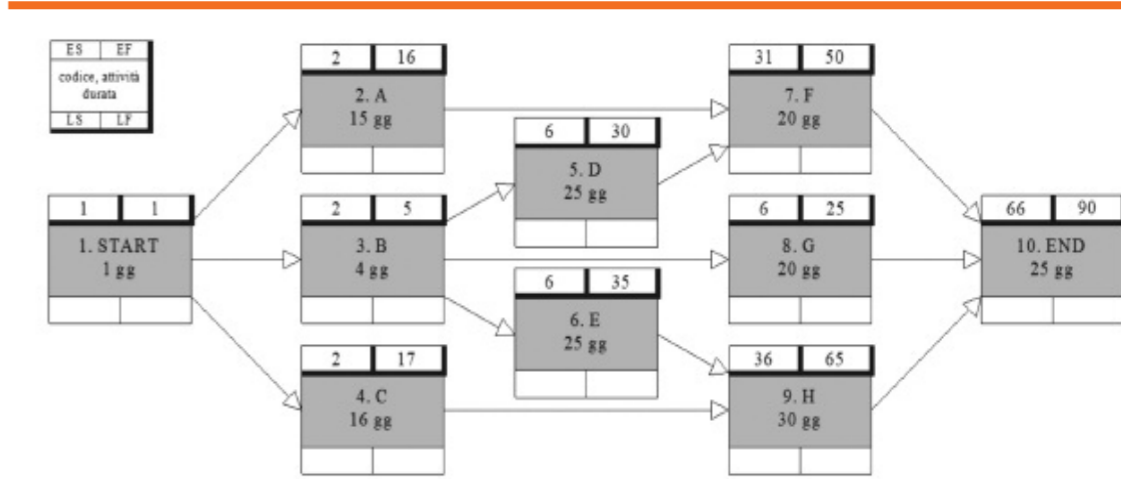 ES EF
codice, attività
durata
LS LF
2 16
2. A
15 gg
31 50
7. F
20 gg
6 30
5. D
25 gg
1 1
1. START
1 gg
2 5
3. B
4 gg
6 25
8. G
20 gg
66 90
10. END
25 gg
6 35
6. E
25 gg
2 17
4. C
16 gg
36 65
9. H
30 gg